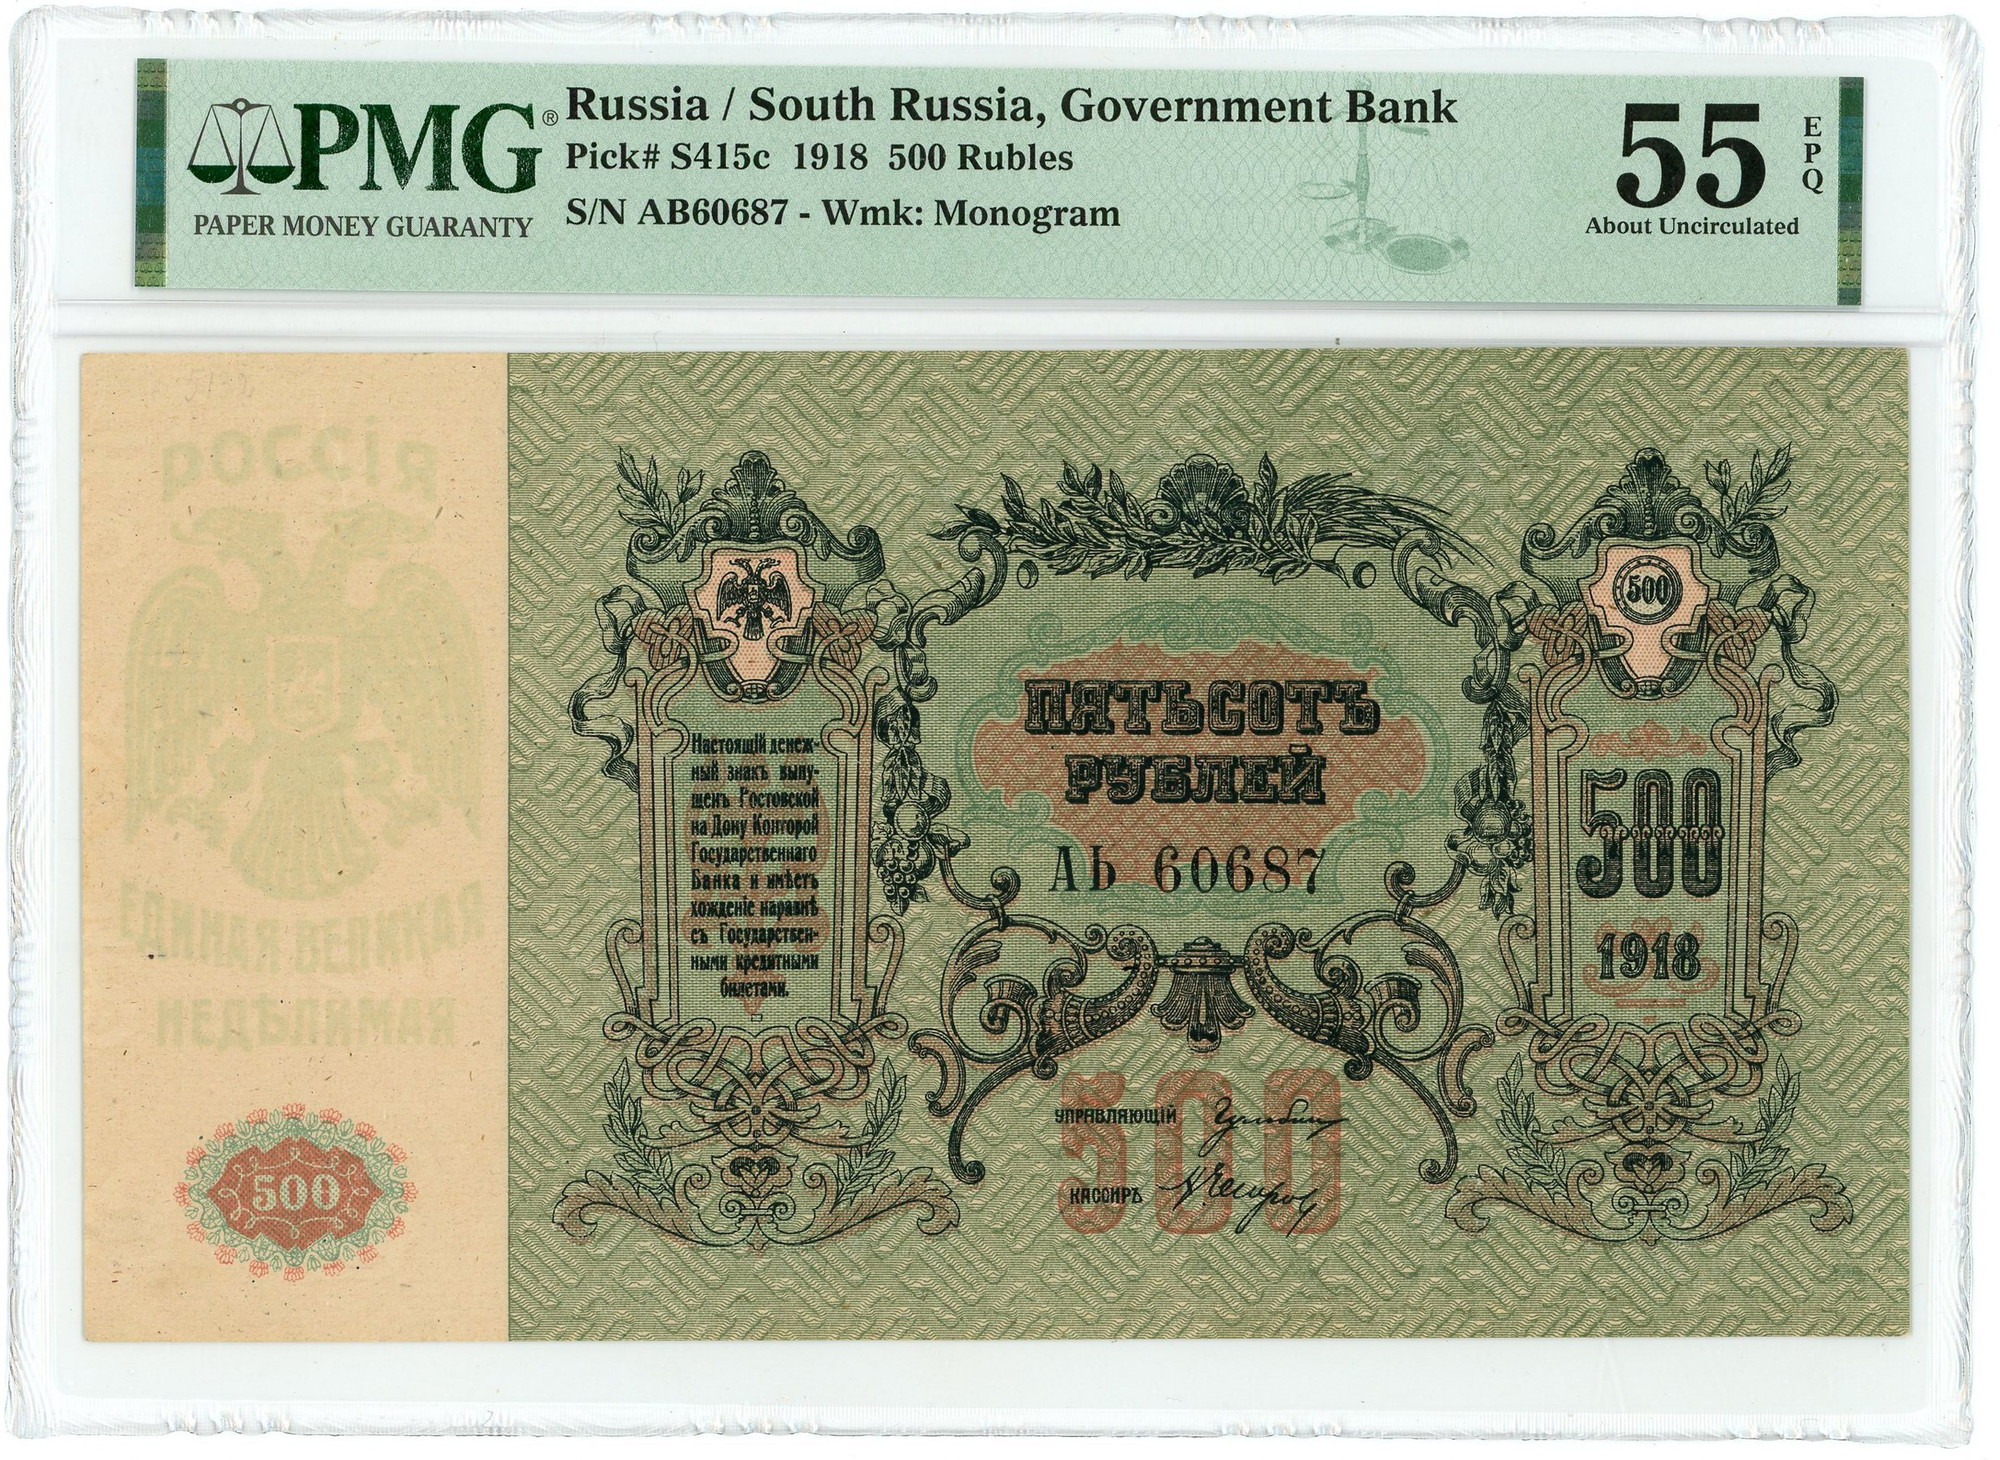 PMG®
PAPER MONEY GUARANTY
Russia / South Russia, Government Bank
Pick# S415c 1918 500 Rubles
S/N AB60687 - Wmk: Monogram
55
EPQ
About Uncirculated
РОССІЯ
ЕДИНАЯ ВЕЛИКАЯ
НЕДѢЛИМАЯ
500
Настоящій денеж-
ный знакъ выпу-
щенъ Ростовской
на Дону Конторой
Государственнаго
Банка и имѣетъ
хожденіе наравнѣ
съ Государствен-
ными кредитными
билетами.
ПЯТЬСОТЪ
РУБЛЕЙ
АЬ 60687
500
УПРАВЛЯЮЩІЙ
КАССИРЪ
500
500
1918